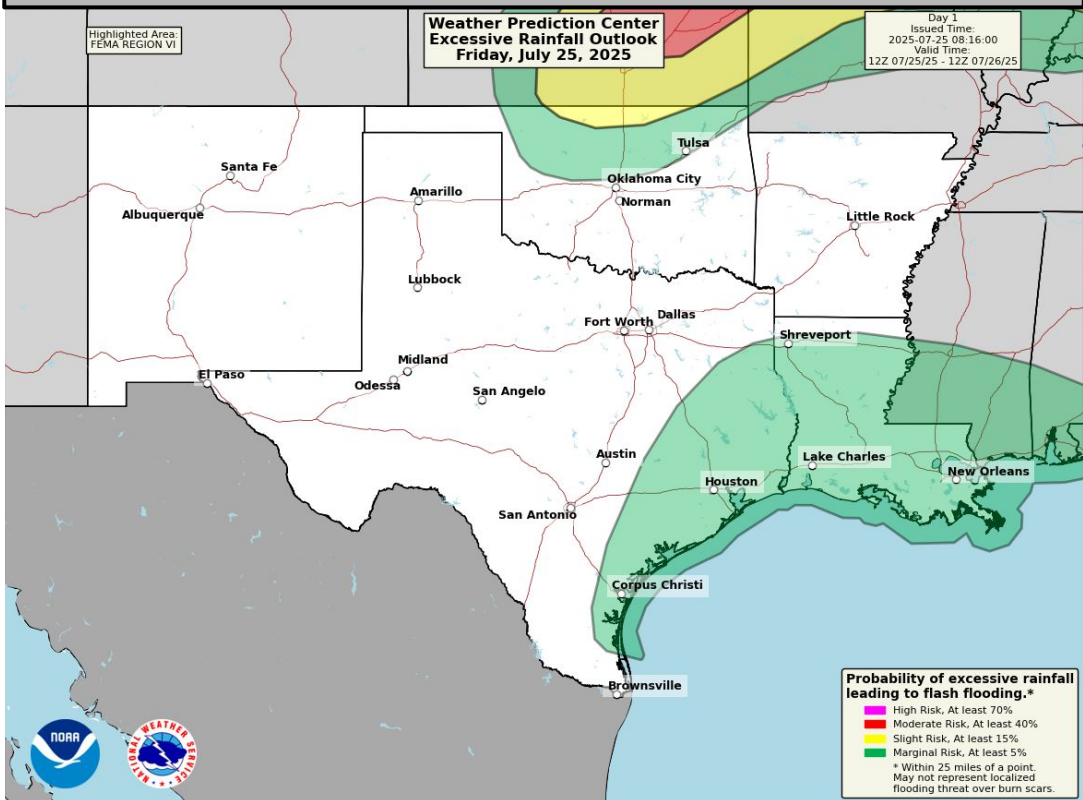 Highlighted Area:
FEMA REGION VI
Weather Prediction Center
Excessive Rainfall Outlook
Friday, July 25, 2025
Day 1
Issued Time:
2025-07-25 08:16:00
Valid Time:
12Z 07/25/25 - 12Z 07/26/25
Tulsa
Santa Fe
Oklahoma City
Amarillo
Norman
Albuquerque
Little Rock
Lubbock
Fort Worth
Dallas
Shreveport
Midland
El Paso
Odessa
San Angelo
Austin
Lake Charles
New Orleans
Houston
San Antonio
Corpus Christi
Brownsville
Probability of excessive rainfall
leading to flash flooding.*
High Risk, At least 70%
Moderate Risk, At least 40%
Slight Risk, At least 15%
Marginal Risk, At least 5%
* Within 25 miles of a point.
May not represent localized
flooding threat over burn scars.
NOAA
NATIONAL WEATHER SERVICE